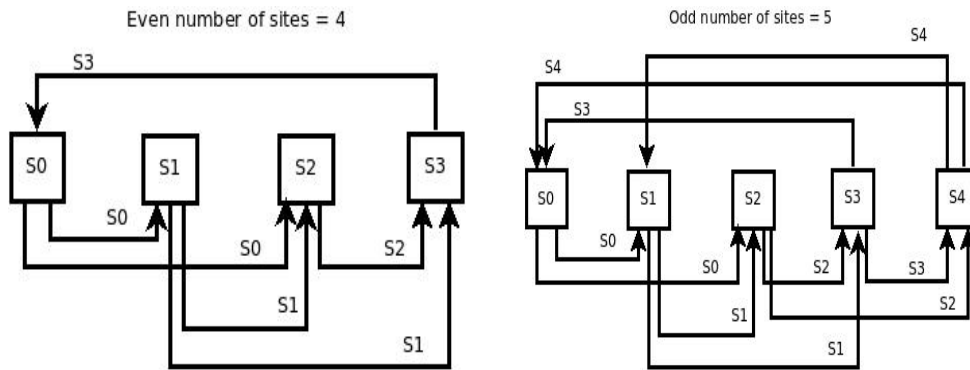 Even number of sites = 4
S3
S0 S1 S2 S3
S0
S0
S2
S1
S1
Odd number of sites = 5
S4
S4
S3
S0 S1 S2 S3 S4
S0
S0
S2
S3
S2
S1
S1